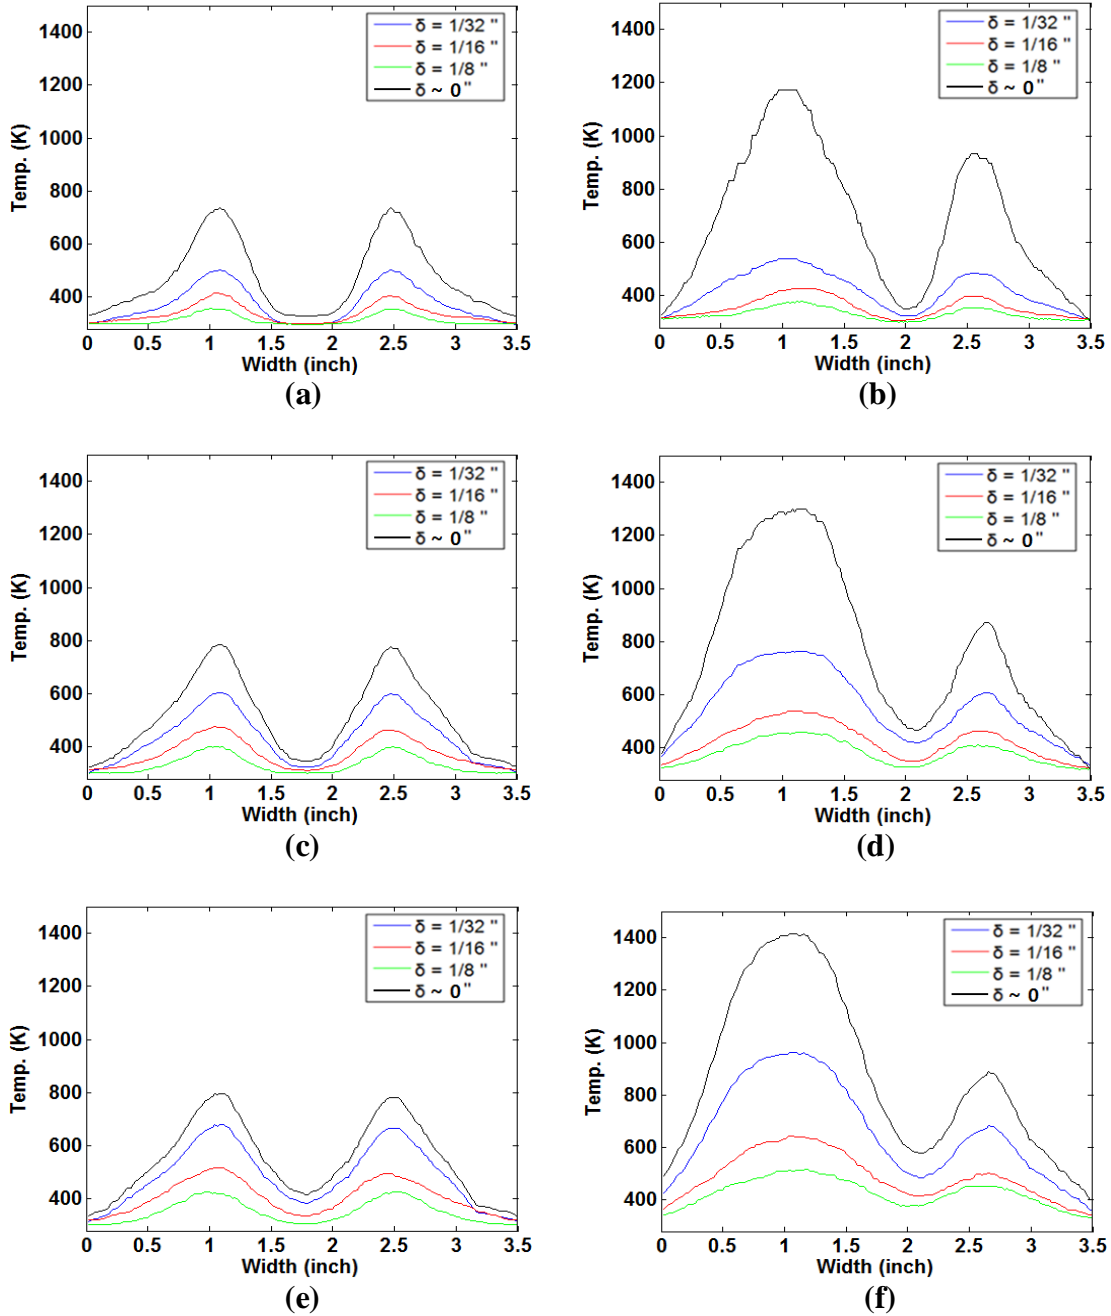 1400
1200
1000
800
600
400
Temp. (K)
δ = 1/32 "
δ = 1/16 "
δ = 1/8 "
δ ~ 0"
0 0.5 1 1.5 2 2.5 3 3.5
Width (inch)
(a)
1400
1200
1000
800
600
400
Temp. (K)
δ = 1/32 "
δ = 1/16 "
δ = 1/8 "
δ ~ 0"
0 0.5 1 1.5 2 2.5 3 3.5
Width (inch)
(b)
1400
1200
1000
800
600
400
Temp. (K)
δ = 1/32 "
δ = 1/16 "
δ = 1/8 "
δ ~ 0"
0 0.5 1 1.5 2 2.5 3 3.5
Width (inch)
(c)
1400
1200
1000
800
600
400
Temp. (K)
δ = 1/32 "
δ = 1/16 "
δ = 1/8 "
δ ~ 0"
0 0.5 1 1.5 2 2.5 3 3.5
Width (inch)
(d)
1400
1200
1000
800
600
400
Temp. (K)
δ = 1/32 "
δ = 1/16 "
δ = 1/8 "
δ ~ 0"
0 0.5 1 1.5 2 2.5 3 3.5
Width (inch)
(e)
1400
1200
1000
800
600
400
Temp. (K)
δ = 1/32 "
δ = 1/16 "
δ = 1/8 "
δ ~ 0"
0 0.5 1 1.5 2 2.5 3 3.5
Width (inch)
(f)